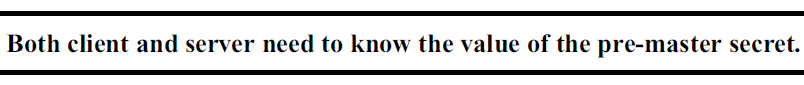 Both client and server need to know the value of the pre-master secret.